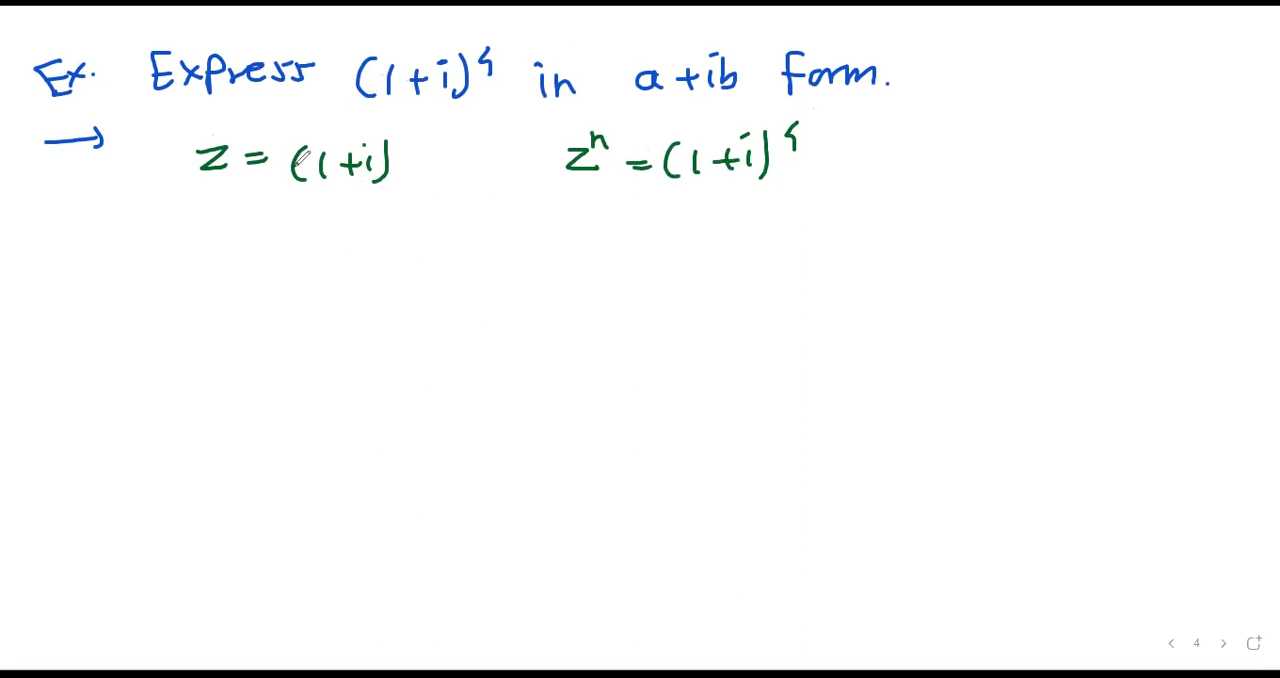 Ex. Express (1+i)⁴ in a+ib form.
→ z = (1+i) zⁿ = (1+i)⁴
< 4 >